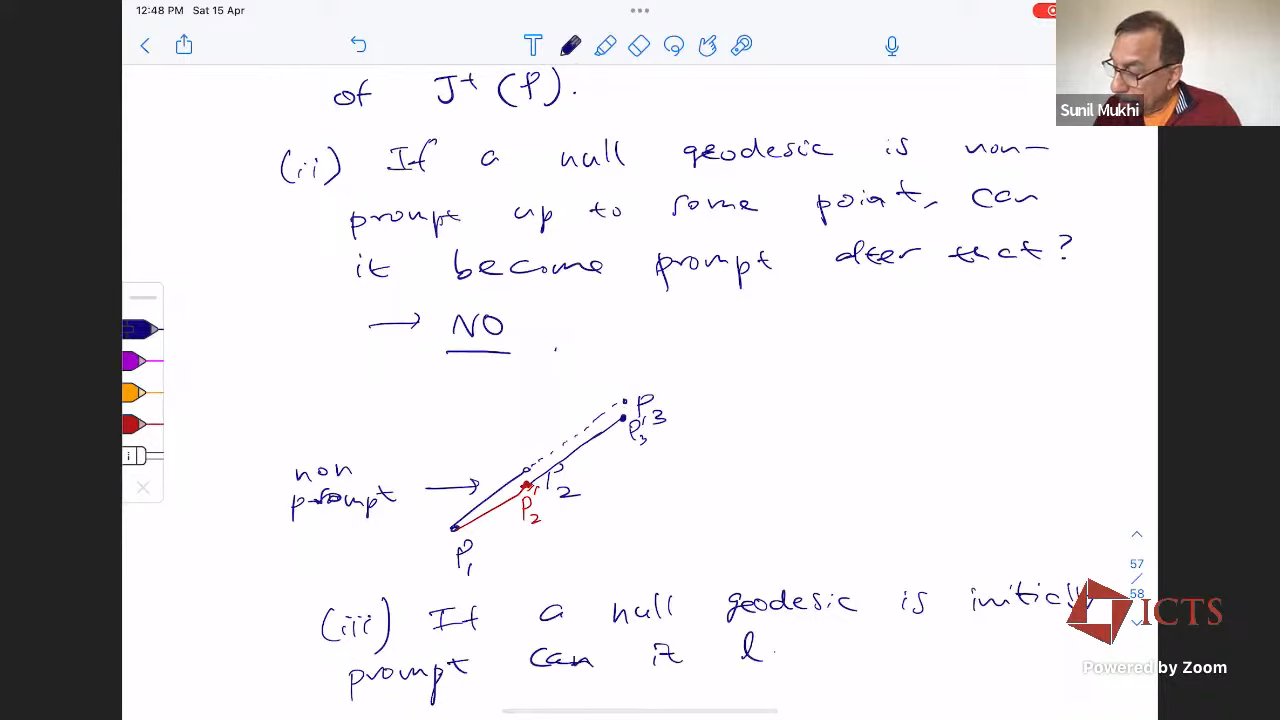 12:48 PM Sat 15 Apr
Sunil Mukhi
of J⁺ (p).
(ii) If a null geodesic is non-
prompt up to some point, can
it become prompt after that?
→ NO
P₃
P₃'
non
prompt →
P₂
P₂'
P₁
(iii) If a null geodesic is initially
prompt can it l
57
/
58
ICTS
Powered by Zoom